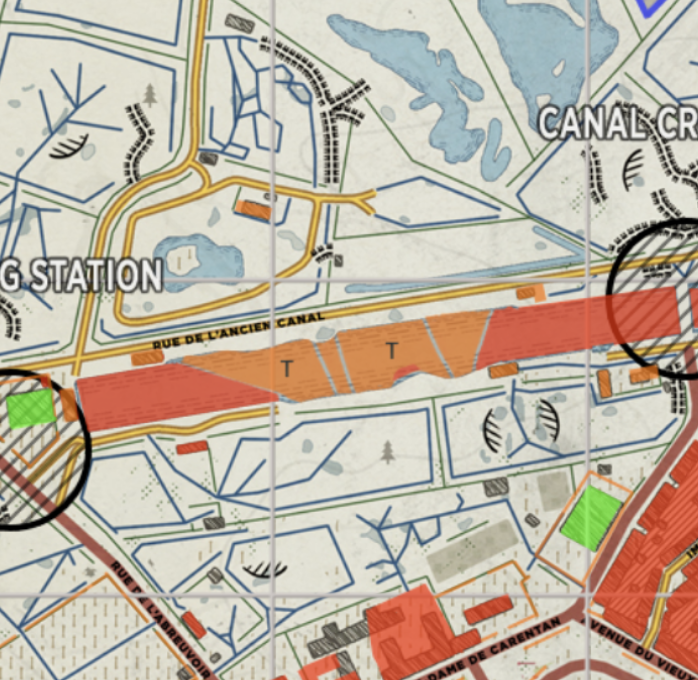 CANAL CR
G STATION
RUE DE L'ANCIEN CANAL
T
T
RUE DE L'ABREUVOIR
DAME DE CARENTAN
AVENUE DU VIEUX